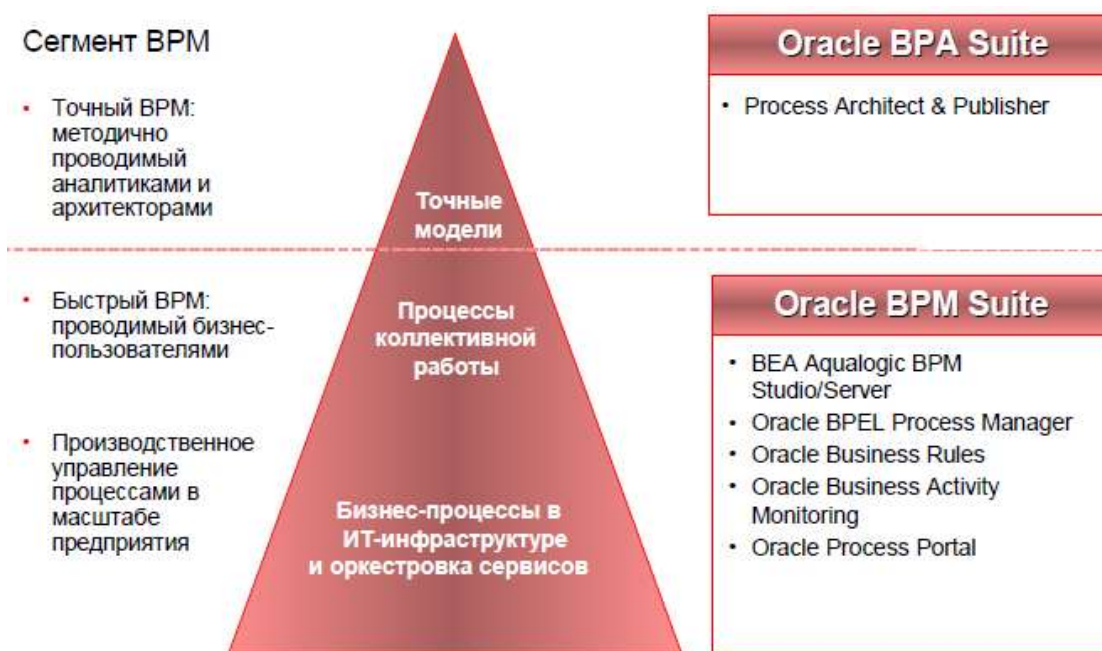 Сегмент BPM
• Точный BPM:
методично
проводимый
аналитиками и
архитекторами
• Быстрый BPM:
проводимый бизнес-
пользователями
• Производственное
управление
процессами в
масштабе
предприятия
Точные
модели
Процессы
коллективной
работы
Бизнес-процессы в
ИТ-инфраструктуре
и оркестровка сервисов
Oracle BPA Suite
• Process Architect & Publisher
Oracle BPM Suite
• BEA Aqualogic BPM
Studio/Server
• Oracle BPEL Process Manager
• Oracle Business Rules
• Oracle Business Activity
Monitoring
• Oracle Process Portal